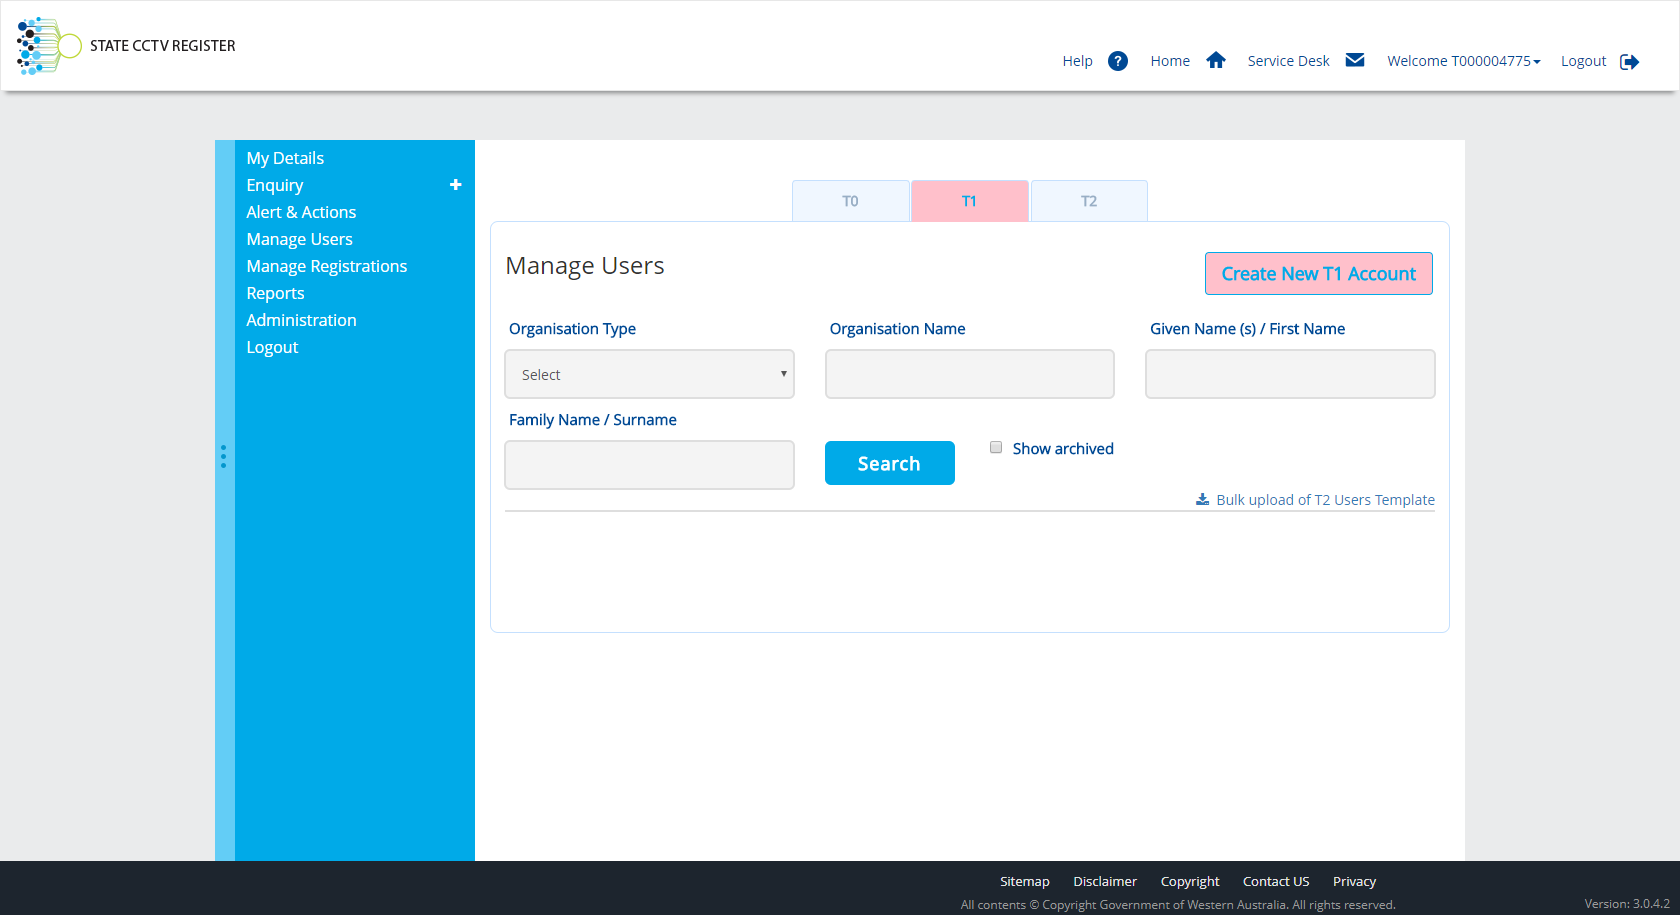 STATE CCTV REGISTER
Help ? Home Service Desk Welcome T000004775 Logout
My Details
Enquiry
Alert & Actions
Manage Users
Manage Registrations
Reports
Administration
Logout
T0 T1 T2
Manage Users
Create New T1 Account
Organisation Type Organisation Name Given Name (s) / First Name
Select
Family Name / Surname
Search
Show archived
Bulk upload of T2 Users Template
Sitemap Disclaimer Copyright Contact US Privacy
All contents © Copyright Government of Western Australia. All rights reserved.
Version: 3.0.4.2